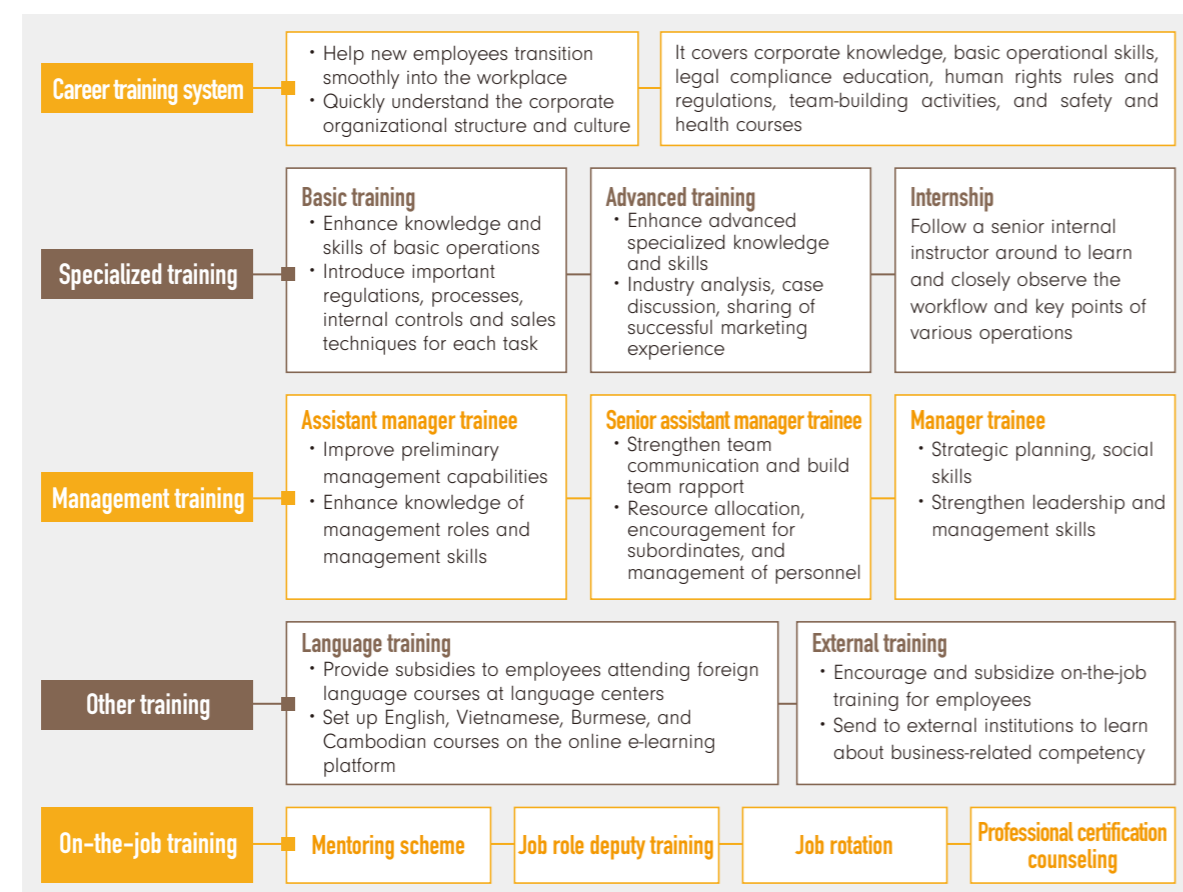 Career training system
· Help new employees transition
smoothly into the workplace
· Quickly understand the corporate
organizational structure and culture
It covers corporate knowledge, basic operational skills,
legal compliance education, human rights rules and
regulations, team-building activities, and safety and
health courses
Specialized training
Basic training
· Enhance knowledge and
skills of basic operations
· Introduce important
regulations, processes,
internal controls and sales
techniques for each task
Advanced training
· Enhance advanced
specialized knowledge
and skills
· Industry analysis, case
discussion, sharing of
successful marketing
experience
Internship
Follow a senior internal
instructor around to learn
and closely observe the
workflow and key points of
various operations
Management training
Assistant manager trainee
· Improve preliminary
management capabilities
· Enhance knowledge of
management roles and
management skills
Senior assistant manager trainee
· Strengthen team
communication and build
team rapport
· Resource allocation,
encouragement for
subordinates, and
management of personnel
Manager trainee
· Strategic planning, social
skills
· Strengthen leadership and
management skills
Other training
Language training
· Provide subsidies to employees attending foreign
language courses at language centers
· Set up English, Vietnamese, Burmese, and
Cambodian courses on the online e-learning
platform
External training
· Encourage and subsidize on-the-job
training for employees
· Send to external institutions to learn
about business-related competency
On-the-job training
Mentoring scheme
Job role deputy training
Job rotation
Professional certification
counseling